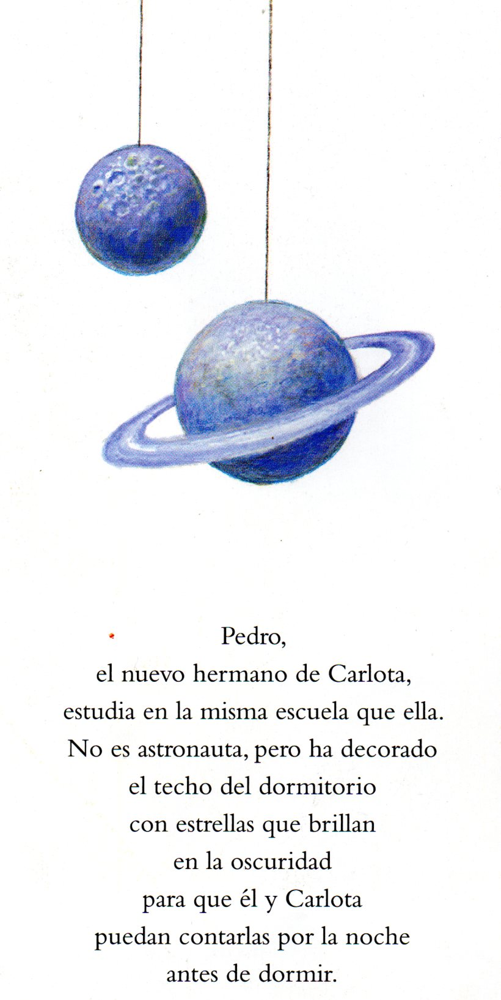 Pedro,
el nuevo hermano de Carlota,
estudia en la misma escuela que ella.
No es astronauta, pero ha decorado
el techo del dormitorio
con estrellas que brillan
en la oscuridad
para que él y Carlota
puedan contarlas por la noche
antes de dormir.